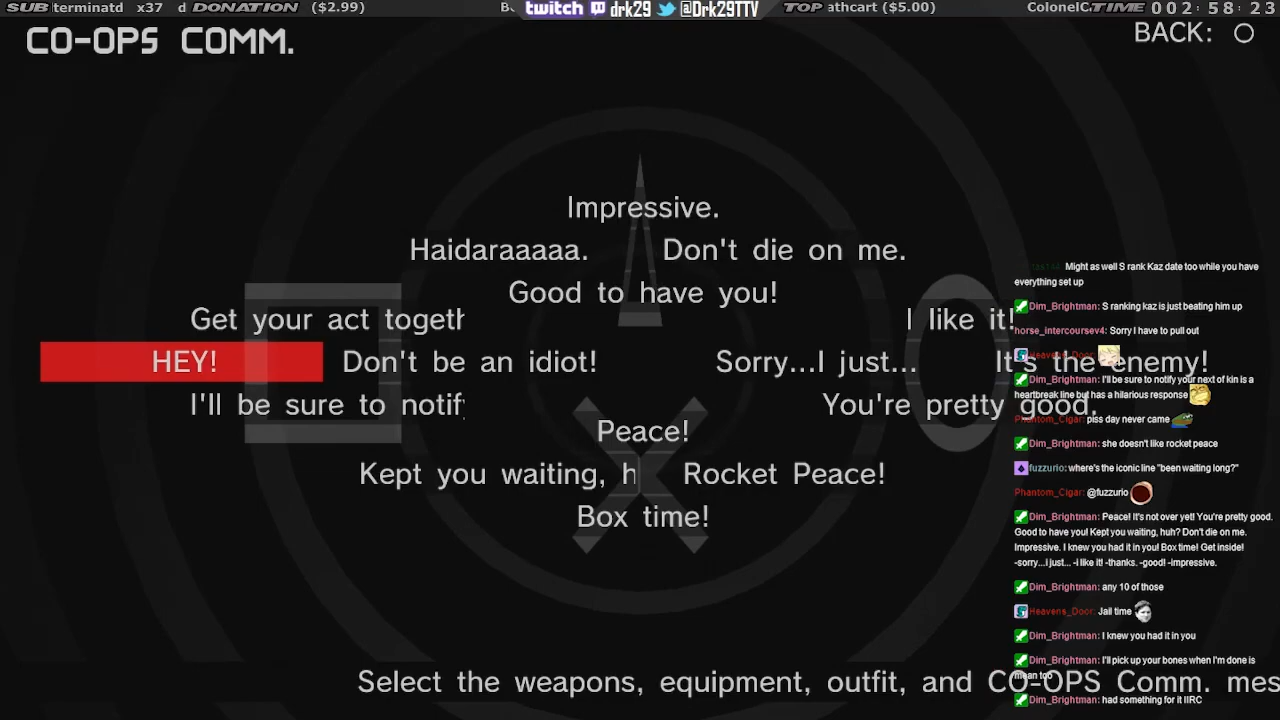 SUB terminatd x37 d DONATION ($2.99) B. twitch drk29 @Drk29TTV TOP athcart ($5.00) ColonelC. TIME 002:58:23
CO-OPS COMM.
BACK:
Impressive.
Haidaraaaaa. Don't die on me.
Good to have you!
Get your act togeth I like it!
HEY! Don't be an idiot! Sorry...I just... It's the enemy!
I'll be sure to notify You're pretty good.
Peace!
Kept you waiting, h Rocket Peace!
Box time!
Select the weapons, equipment, outfit, and CO-OPS Comm. mes
Might as well S rank Kaz date too while you have
everything set up
Dim_Brightman: S ranking kaz is just beating him up
horse_intercoursev4: Sorry I have to pull out
Heavens_Door:
Dim_Brightman: I'll be sure to notify your next of kin is a
heartbreak line but has a hilarious response
Phantom_Cigar: piss day never came
Dim_Brightman: she doesn't like rocket peace
fuzzurio: where's the iconic line "been waiting long?"
Phantom_Cigar: @fuzzurio
Dim_Brightman: Peace! It's not over yet! You're pretty good.
Good to have you! Kept you waiting, huh? Don't die on me.
Impressive. I knew you had it in you! Box time! Get inside!
-sorry...i just... -i like it! -thanks. -good! -impressive.
Dim_Brightman: any 10 of those
Heavens_Door: Jail time
Dim_Brightman: I knew you had it in you
Dim_Brightman: I'll pick up your bones when I'm done is
mean too
Dim_Brightman: had something for it IIRC